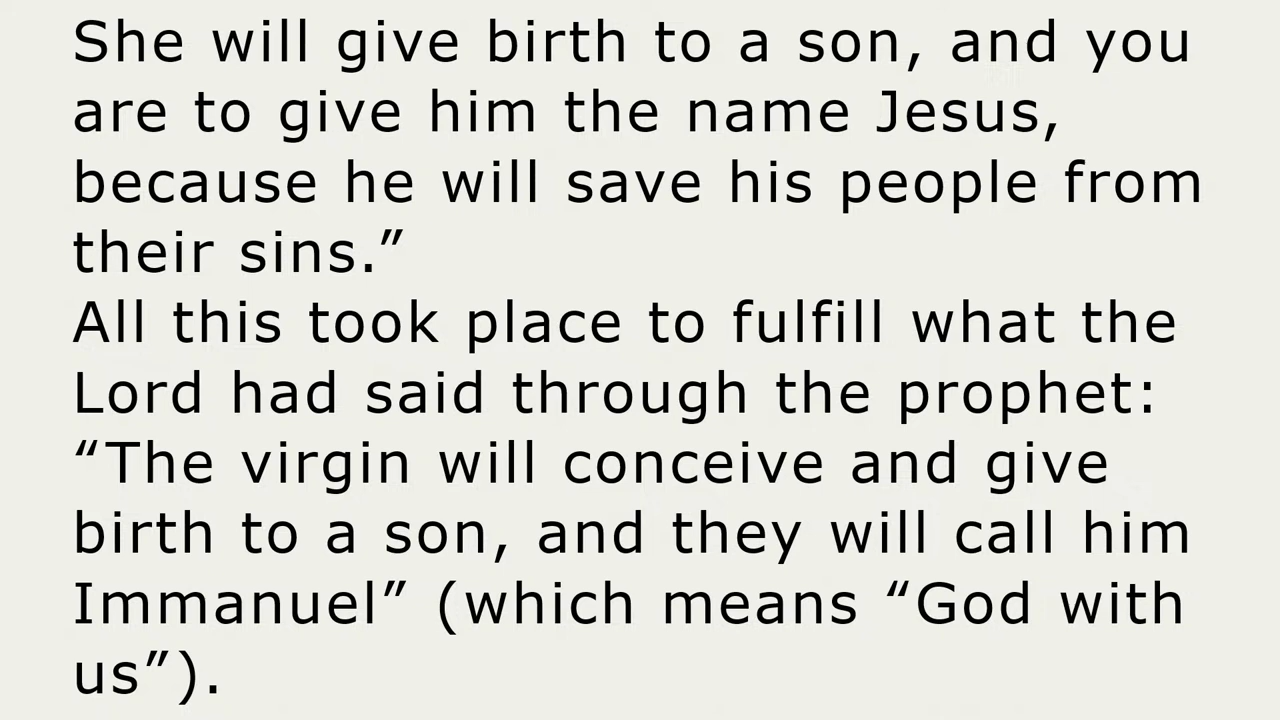 She will give birth to a son, and you
are to give him the name Jesus,
because he will save his people from
their sins.”
All this took place to fulfill what the
Lord had said through the prophet:
“The virgin will conceive and give
birth to a son, and they will call him
Immanuel” (which means “God with
us”).